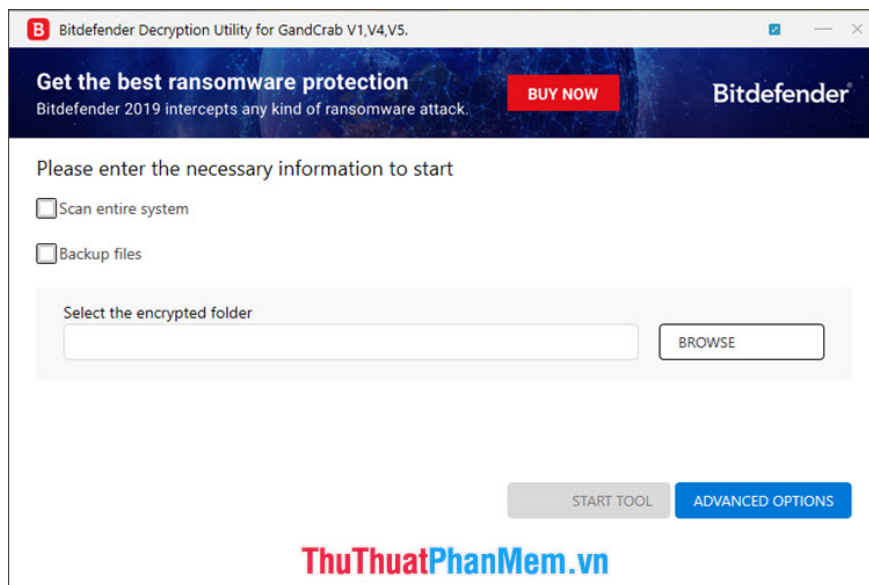 B Bitdefender Decryption Utility for GandCrab V1,V4,V5.
Get the best ransomware protection
Bitdefender 2019 intercepts any kind of ransomware attack.
BUY NOW
Bitdefender®
Please enter the necessary information to start
Scan entire system
Backup files
Select the encrypted folder
BROWSE
START TOOL
ADVANCED OPTIONS
ThuThuatPhanMem.vn